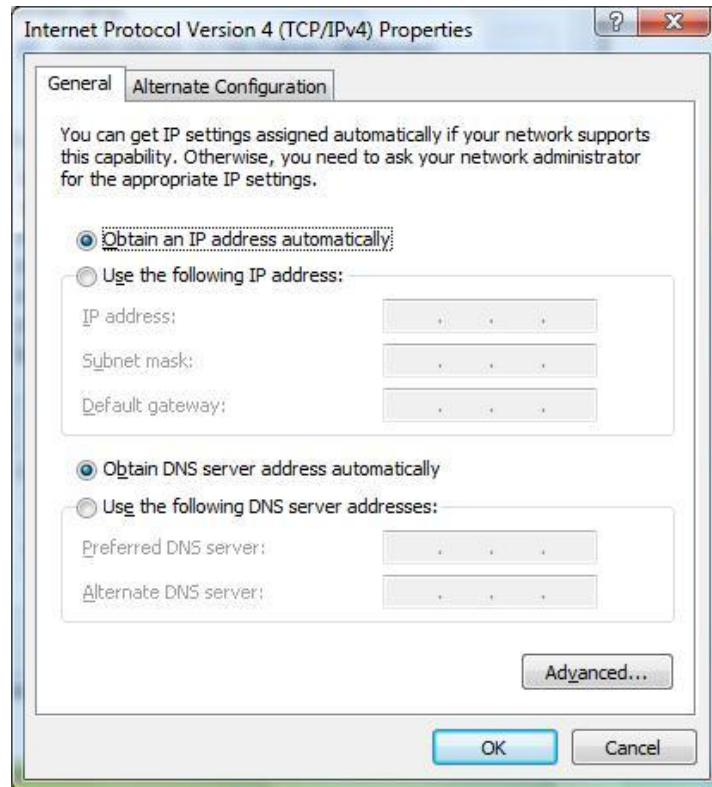 Internet Protocol Version 4 (TCP/IPv4) Properties
?
X
General
Alternate Configuration
You can get IP settings assigned automatically if your network supports
this capability. Otherwise, you need to ask your network administrator
for the appropriate IP settings.
Obtain an IP address automatically
Use the following IP address:
IP address:
Subnet mask:
Default gateway:
Obtain DNS server address automatically
Use the following DNS server addresses:
Preferred DNS server:
Alternate DNS server:
Advanced...
OK
Cancel